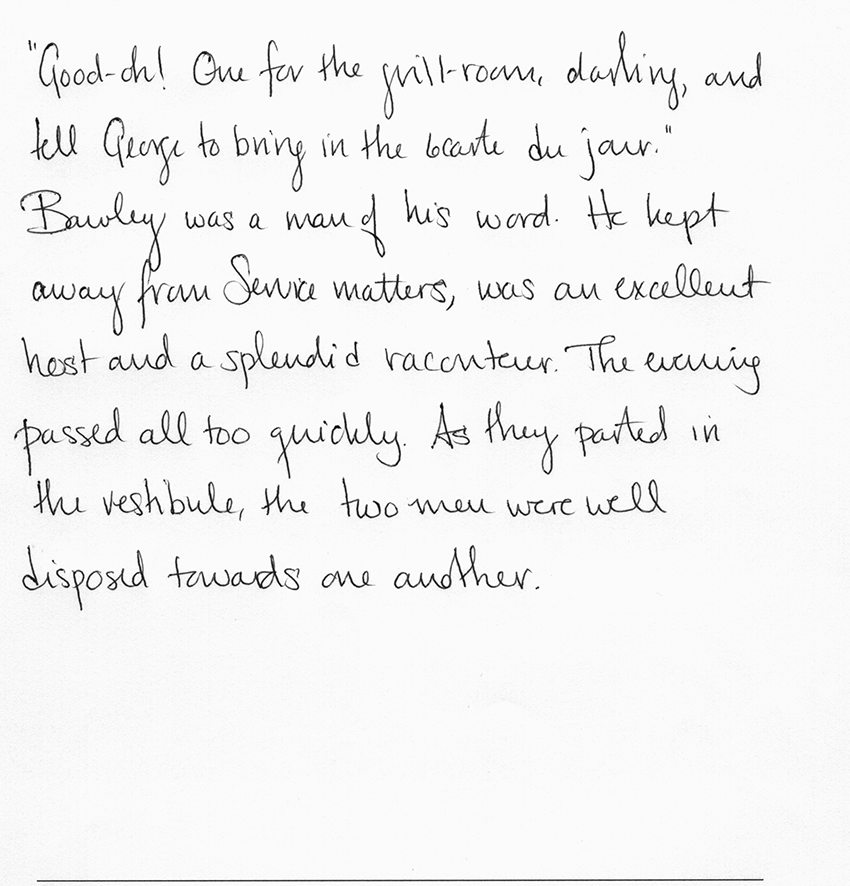 "Good-oh! One for the grill-room, darling, and
tell George to bring in the carte du jour."
Bawley was a man of his word. He kept
away from Service matters, was an excellent
host and a splendid raconteur. The evening
passed all too quickly. As they parted in
the vestibule, the two men were well
disposed towards one another.